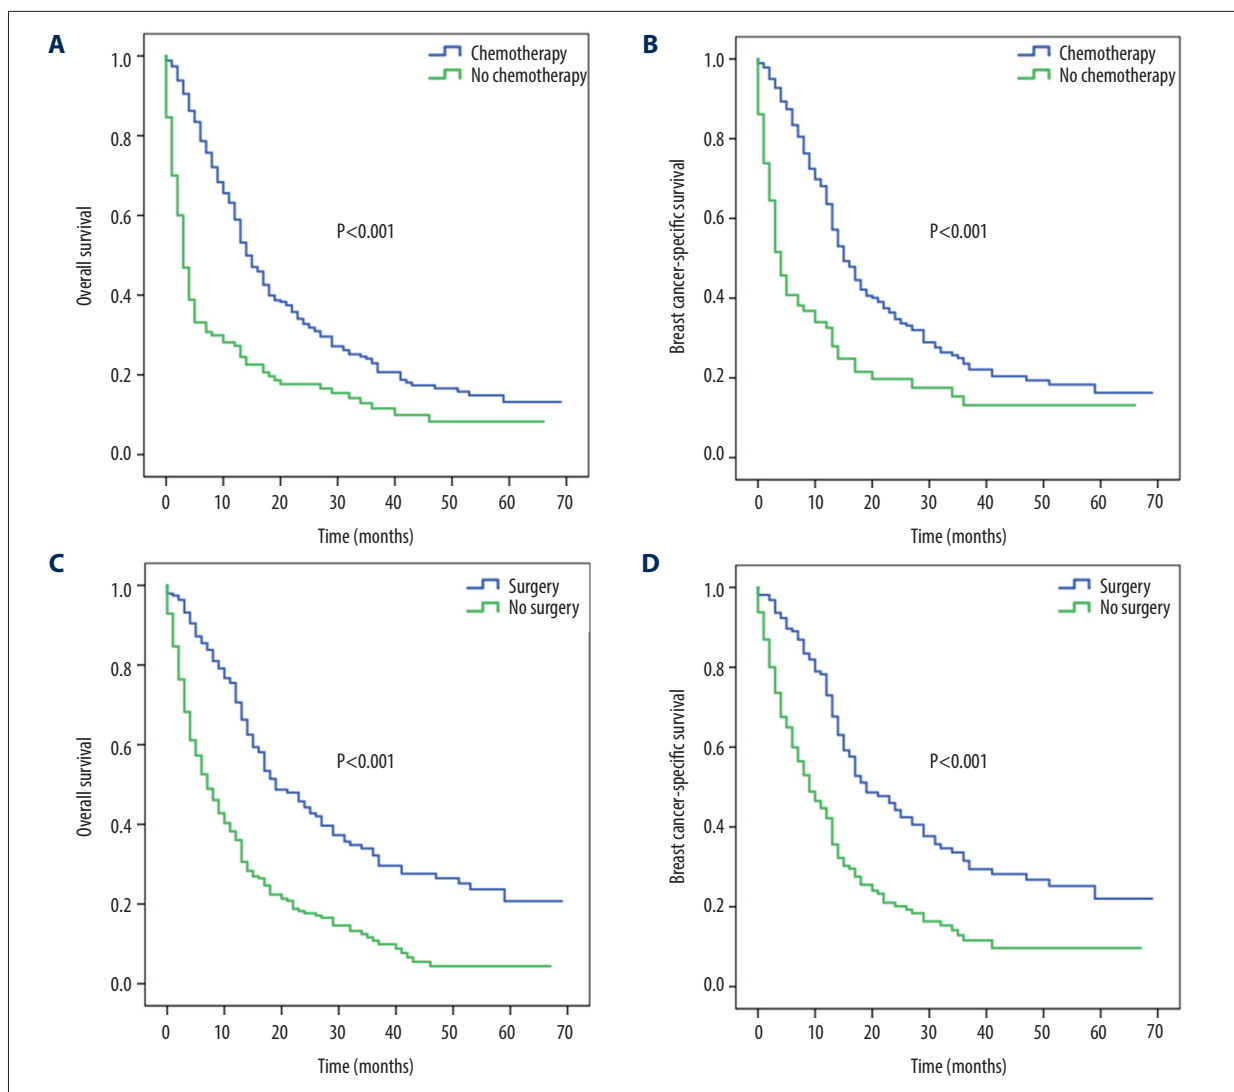 A
Chemotherapy
No chemotherapy
1.0
0.8
0.6
0.4
0.2
0.0
Overall survival
P<0.001
0 10 20 30 40 50 60 70
Time (months)
B
Chemotherapy
No chemotherapy
1.0
0.8
0.6
0.4
0.2
0.0
Breast cancer-specific survival
P<0.001
0 10 20 30 40 50 60 70
Time (months)
C
Surgery
No surgery
1.0
0.8
0.6
0.4
0.2
0.0
Overall survival
P<0.001
0 10 20 30 40 50 60 70
Time (months)
D
Surgery
No surgery
1.0
0.8
0.6
0.4
0.2
0.0
Breast cancer-specific survival
P<0.001
0 10 20 30 40 50 60 70
Time (months)